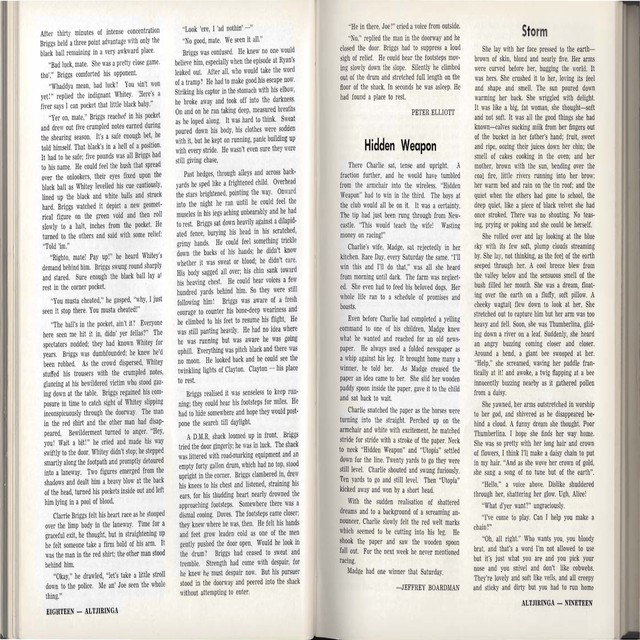 After thirty minutes of intense concentration
Briggs held a three point advantage with only the
black ball remaining in a very awkward place.
"Bad luck, mate. She was a pretty close game,
tho'," Briggs comforted his opponent.
"Whaddya mean, bad luck! You ain't won
yet!" replied the indignant Whitey. "Here's a
fiver says I can pocket that little black baby."
"Yer on, mate," Briggs reached in his pocket
and drew out five crumpled notes earned during
the shearing season. It's a safe enough bet, he
told himself. That black's in a hell of a position.
It had to be safe; five pounds was all Briggs had
to his name. He could feel the hush that spread
over the onlookers, their eyes fixed upon the
black ball as Whitey levelled his cue cautiously,
lined up the black and white balls and struck
hard. Briggs watched it depict a new geomet-
rical figure on the green void and then roll
slowly to a halt, inches from the pocket. He
turned to the others and said with some relief:
"Told 'im."
"Righto, mate! Pay up!" he heard Whitey's
demand behind him. Briggs swung round sharply
and stared. Sure enough the black ball lay at
rest in the corner pocket.
"You musta cheated," he gasped, "why, I just
seen it stop there. You musta cheated!"
"The ball's in the pocket, ain't it? Everyone
here seen me hit it in, didn' yer fellas?" The
spectators nodded; they had known Whitey for
years. Briggs was dumbfounded; he knew he'd
been robbed. As the crowd dispersed, Whitey
stuffed his trousers with the crumpled notes,
glancing at his bewildered victim who stood gaz-
ing down at the table. Briggs regained his com-
posure in time to catch sight of Whitey slipping
inconspicuously through the doorway. The man
in the red shirt and the other man had disap-
peared. Bewilderment turned to anger. "Hey,
you! Wait a bit!" he cried and made his way
swiftly to the door. Whitey didn't stop; he stepped
smartly along the footpath and promptly detoured
into a laneway. Two figures emerged from the
shadows and dealt him a heavy blow at the back
of the head, turned his pockets inside out and left
him lying in a pool of blood.
Clarrie Briggs felt his heart race as he stooped
over the limp body in the laneway. Time for a
graceful exit, he thought, but in straightening up
he felt someone take a firm hold of his arm. It
was the man in the red shirt; the other man stood
behind him.
"Okay," he drawled, "let's take a little stroll
down to the police. Me an' Joe seen the whole
thing."
EIGHTEEN — ALTJIRINGA
"Look 'ere, I 'ad nothin' —"
"No good, mate. We seen it all."
Briggs was confused. He knew no one would
believe him, especially when the episode at Ryan's
leaked out. After all, who would take the word
of a tramp? He had to make good his escape now.
Striking his captor in the stomach with his elbow,
he broke away and took off into the darkness.
On and on he ran taking deep, measured breaths
as he loped along. It was hard to think. Sweat
poured down his body, his clothes were sodden
with it, but he kept on running, panic building up
with every stride. He wasn't even sure they were
still giving chase.
Past hedges, through alleys and across back-
yards he sped like a frightened child. Overhead
the stars brightened, pointing the way. Onward
into the night he ran until he could feel the
muscles in his legs aching unbearably and he had
to rest. Briggs sat down heavily against a dilapid-
ated fence, burying his head in his scratched,
grimy hands. He could feel something trickle
down the backs of his hands; he didn't know
whether it was sweat or blood; he didn't care.
His body sagged all over; his chin sank toward
his heaving chest. He could hear voices a few
hundred yards behind him. So they were still
following him! Briggs was aware of a fresh
courage to counter his bone-deep weariness and
he climbed to his feet to resume his flight. He
was still panting heavily. He had no idea where
he was running but was aware he was going
uphill. Everything was pitch black and there was
no moon. He looked back and he could see the
twinkling lights of Clayton. Clayton — his place
to rest.
Briggs realised it was senseless to keep run-
ning; they could hear his footsteps for miles. He
had to hide somewhere and hope they would post-
pone the search till daylight.
A D.M.R. shack loomed up in front. Briggs
tried the door gingerly; he was in luck. The shack
was littered with road-marking equipment and an
empty forty gallon drum, which had no top, stood
upright in the corner. Briggs clambered in, drew
his knees to his chest and listened, straining his
ears, for his thudding heart nearly drowned the
approaching footsteps. Somewhere there was a
dismal cooing. Doves. The footsteps came closer;
they knew where he was, then. He felt his hands
and feet grow leaders cold as one of the men
gently pushed the door open. Would he look in
the drum? Briggs had ceased to sweat and
tremble. Strength had come with despair, for
he knew he must despair now. But his pursuer
stood in the doorway and peered into the shack
without attempting to enter.
"He in there, Joe?" cried a voice from outside.
"No," replied the man in the doorway and he
closed the door. Briggs had to suppress a loud
sigh of relief. He could hear the footsteps mov-
ing slowly down the slope. Silently he climbed
out of the drum and stretched full length on the
floor of the shack. In seconds he was asleep. He
had found a place to rest.
PETER ELLIOTT
Hidden Weapon
There Charlie sat, tense and upright. A
fraction further, and he would have tumbled
from the armchair into the wireless. "Hidden
Weapon" had to win in the third. The boys at
the club would all be on it. It was a certainty.
The tip had just been rung through from New-
castle. "This would teach the wife! Wasting
money on racing!"
Charlie's wife, Madge, sat rejectedly in her
kitchen. Race Day, every Saturday the same. "I'll
win this and I'll do that," was all she heard
from morning until dark. The farm was neglect-
ed. She even had to feed his beloved dogs. Her
whole life ran to a schedule of promises and
boasts.
Even before Charlie had completed a yelling
command to one of his children, Madge knew
what he wanted and reached for an old news-
paper. He always used a folded newspaper as
a whip against his leg. It brought home many a
winner, he told her. As Madge creased the
paper an idea came to her. She slid her wooden
paddy spoon inside the paper, gave it to the child
and sat back to wait.
Charlie snatched the paper as the horses were
turning into the straight. Perched up on the
armchair and white with excitement, he matched
stride for stride with a stroke of the paper. Neck
to neck "Hidden Weapon" and "Utopia" settled
down for the line. Twenty yards to go they were
still level. Charlie shouted and swung furiously.
Ten yards to go and still level. Then "Utopia"
kicked away and won by a short head.
With the sudden realisation of shattered
dreams and to a background of a screaming an-
nouncer, Charlie slowly felt the red welt marks
which seemed to be cutting into his leg. He
shook the paper and saw the wooden spoon
fall out. For the next week he never mentioned
racing.
Madge had one winner that Saturday.
—JEFFREY BOARDMAN
Storm
She lay with her face pressed to the earth—
brown of skin, blond and nearly five. Her arms
were curved before her, hugging the world. It
was hers. She crushed it to her, loving its feel
and shape and smell. The sun poured down
warming her back. She wriggled with delight.
It was like a big, fat woman, she thought—soft
and not soft. It was all the good things she had
known—calves sucking milk from her fingers out
of the bucket in her father's hand; fruit, sweet
and ripe, oozing their juices down her chin; the
smell of cakes cooking in the oven; and her
mother, brown with the sun, bending over the
coal fire, little rivers running into her brow;
her warm bed and rain on the tin roof; and the
quiet when the others had gone to school, the
deep quiet, like a piece of black velvet she had
once stroked. There was no shouting. No teas-
ing, prying or poking and she could be herself.
She rolled over and lay looking at the blue
sky with its few soft, plump clouds streaming
by. She lay, not thinking, as the feel of the earth
seeped through her. A cool breeze blew from
the valley below and the sensuous smell of the
bush filled her mouth. She was a dream, float-
ing over the earth on a fluffy, soft pillow. A
cheeky wagtail flew down to look at her. She
stretched out to capture him but her arm was too
heavy and fell. Soon, she was Thumberlina, glid-
ing down a river on a leaf. Suddenly, she heard
an angry buzzing coming closer and closer.
Around a bend, a giant bee swooped at her.
"Help," she screamed, waving her paddle fran-
tically at it! and awoke, a twig flapping at a bee
innocently buzzing nearby as it gathered pollen
from a daisy.
She yawned, her arms outstretched in worship
to her god, and shivered as he disappeared be-
hind a cloud. A funny dream she thought. Poor
Thumberlina. I hope she finds her way home.
She was so pretty with her long hair and crown
of flowers, I think I'll make a daisy chain to put
in my hair. "And as she wove her crown of gold,
she sang a song of no tune but of the earth".
"Hello," a voice above. Dislike shuddered
through her, shattering her glow. Ugh, Alice!
"What d'yer want?" ungraciously.
"I've come to play. Can I help you make a
chain?"
"Oh, all right." Who wants you, you bloody
brat, and that's a word I'm not allowed to use
but it's just what you are and you pick your
nose and you snivel and don't like cobwebs.
They're lovely and soft like veils, and all creepy
and sticky and dirty but you had to run home
ALTJIRINGA — NINETEEN